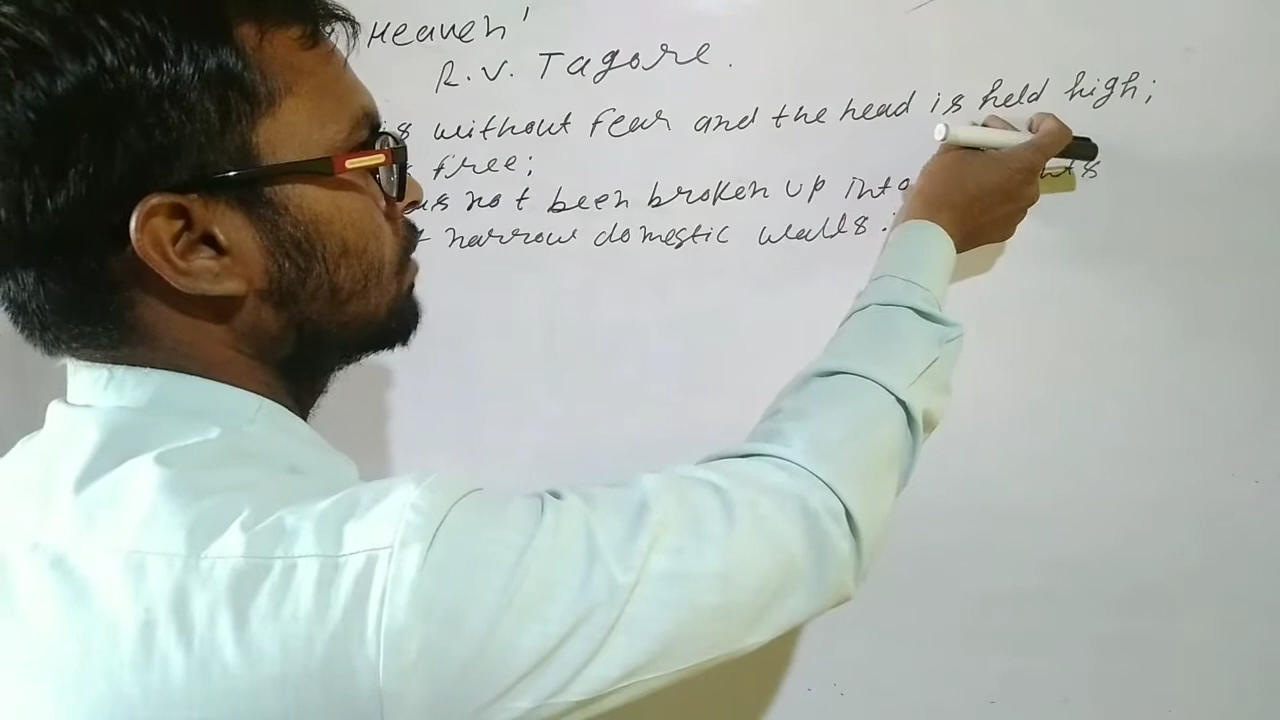 Heaven'
R.V. Tagore.
is without fear and the head is held high;
free;
as not been broken up into
narrow domestic walls: